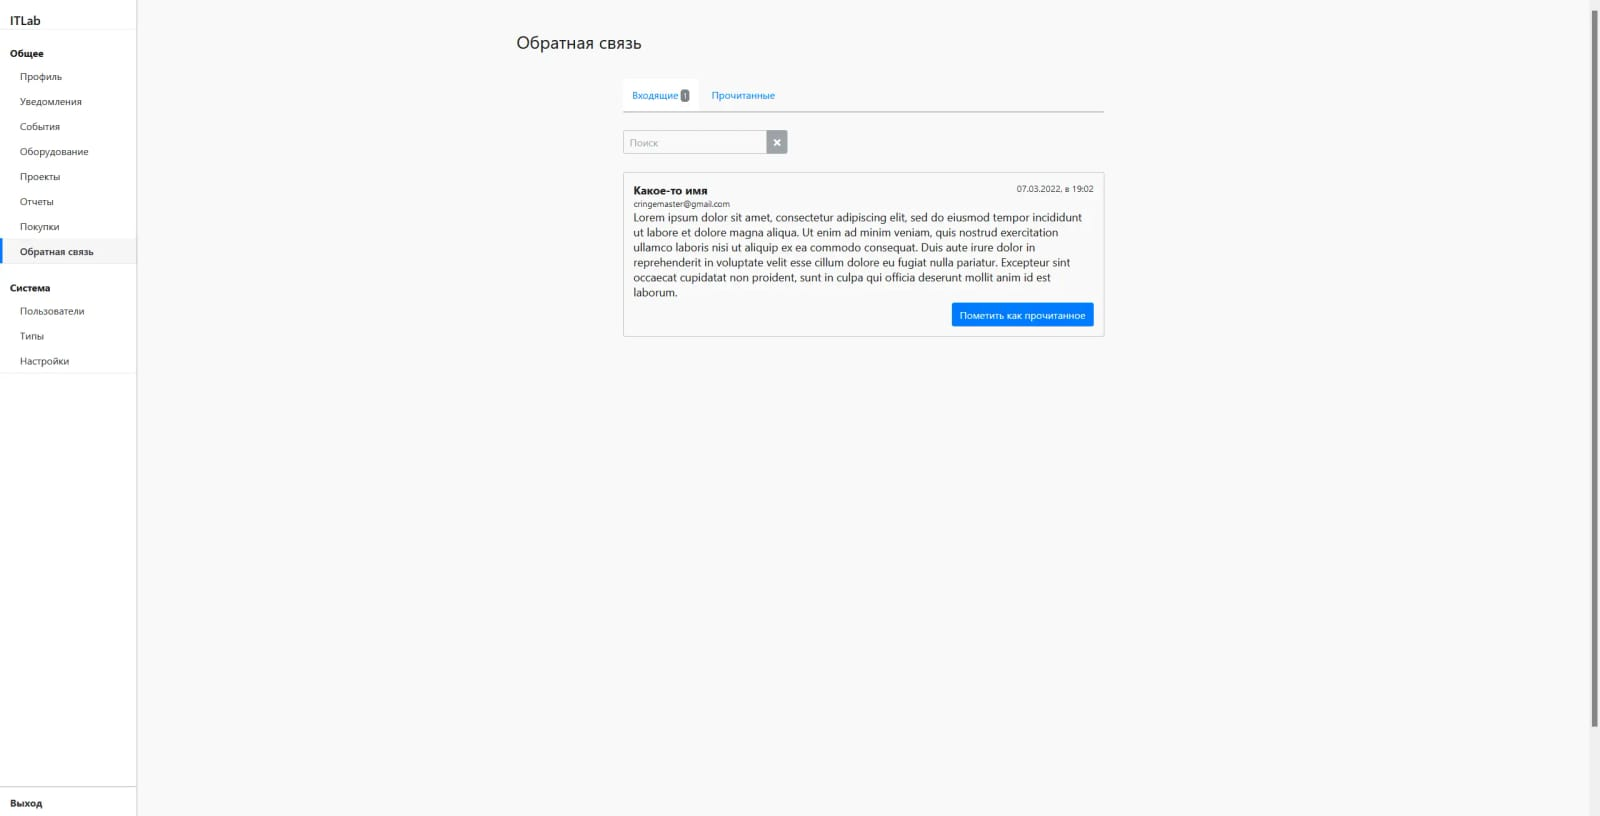 ITLab
Общее
Профиль
Уведомления
События
Оборудование
Проекты
Отчеты
Покупки
Обратная связь
Система
Пользователи
Типы
Настройки
Выход
Обратная связь
Входящие 1 Прочитанные
Поиск
Какое-то имя 07.03.2022, в 19:02
cringemaster@gmail.com
Lorem ipsum dolor sit amet, consectetur adipiscing elit, sed do eiusmod tempor incididunt
ut labore et dolore magna aliqua. Ut enim ad minim veniam, quis nostrud exercitation
ullamco laboris nisi ut aliquip ex ea commodo consequat. Duis aute irure dolor in
reprehenderit in voluptate velit esse cillum dolore eu fugiat nulla pariatur. Excepteur sint
occaecat cupidatat non proident, sunt in culpa qui officia deserunt mollit anim id est
laborum.
Пометить как прочитанное